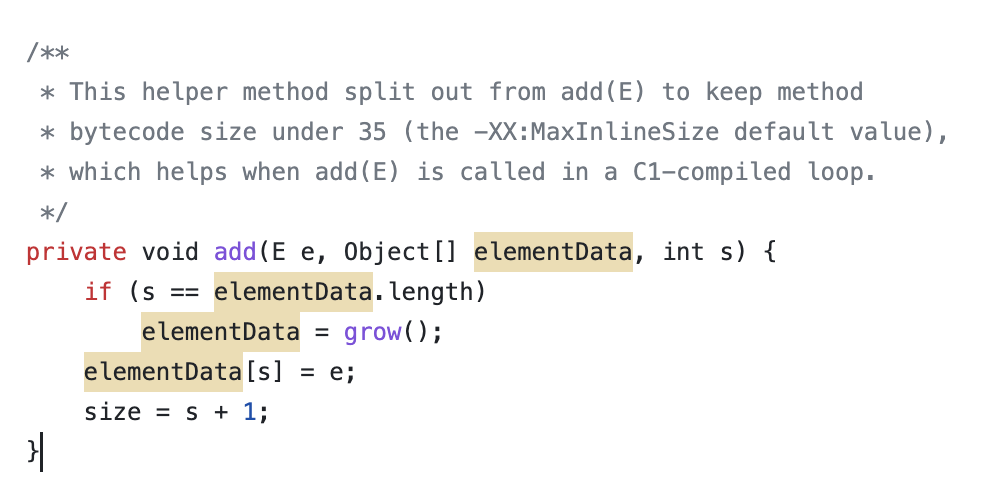 /**
 * This helper method split out from add(E) to keep method
 * bytecode size under 35 (the -XX:MaxInlineSize default value),
 * which helps when add(E) is called in a C1-compiled loop.
 */
private void add(E e, Object[] elementData, int s) {
    if (s == elementData.length)
        elementData = grow();
    elementData[s] = e;
    size = s + 1;
}